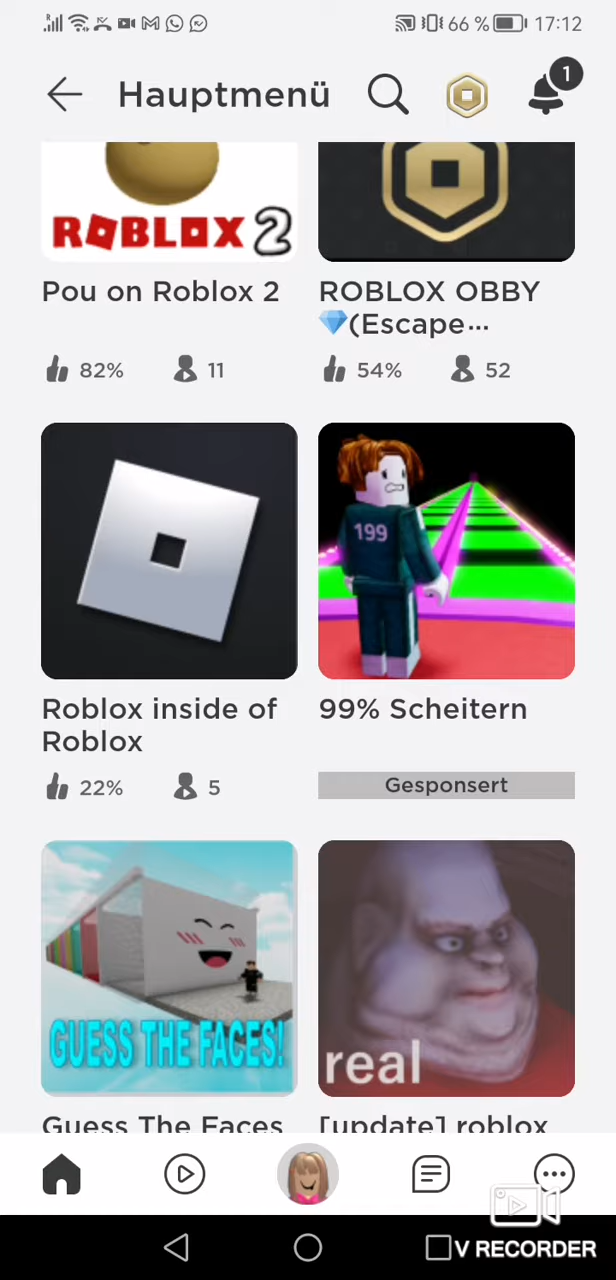 66 % 17:12
Hauptmenü
1
ROBLOX 2
Pou on Roblox 2
ROBLOX OBBY
💎(Escape...
82% 11
54% 52
199
Roblox inside of
Roblox
99% Scheitern
22% 5
Gesponsert
GUESS THE FACES!
real
Guess The Faces
[update] roblox
V RECORDER